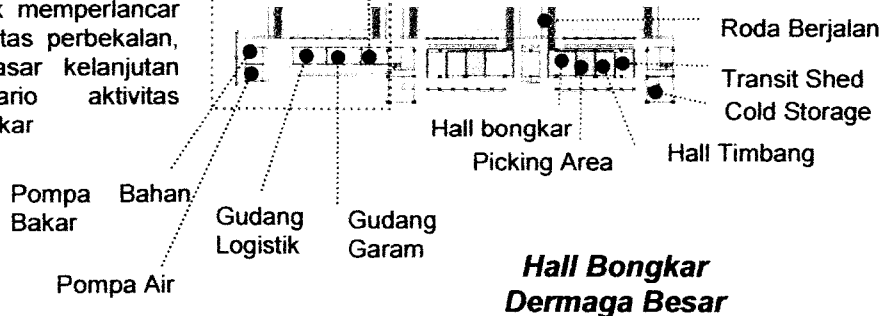 memperlancar
tas perbekalan,
asar kelanjutan
ario aktivitas
kar
Roda Berjalan
Transit Shed
Cold Storage
Hall bongkar
Picking Area
Hall Timbang
Pompa Bahan
Bakar
Gudang
Logistik
Gudang
Garam
Pompa Air
Hall Bongkar
Dermaga Besar